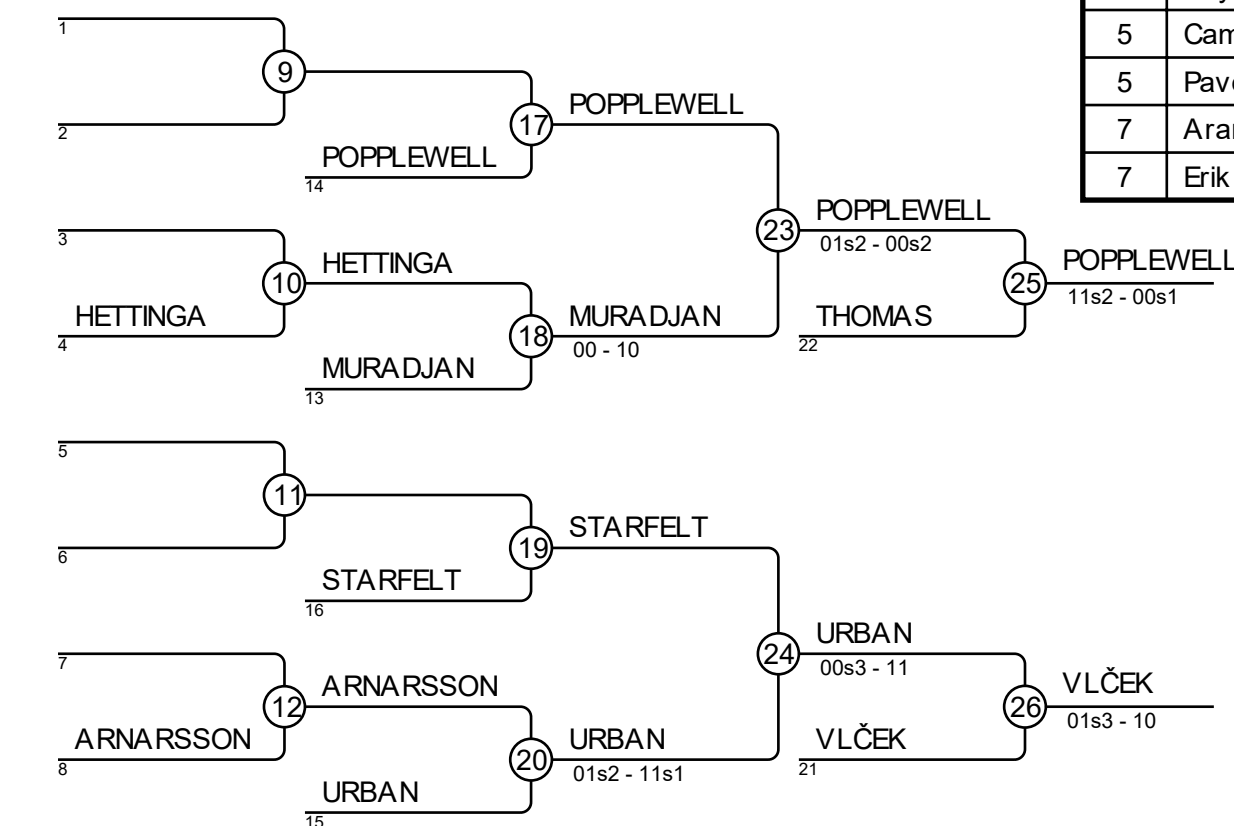 1
9
2
POPPLEWELL
17
POPPLEWELL
14
3
10
HETTINGA
HETTINGA
4
18
MURADJAN
00 - 10
MURADJAN
13
23
POPPLEWELL
01s2 - 00s2
THOMAS
22
25
POPPLEWELL
11s2 - 00s1
5
11
6
19
STARFELT
STARFELT
16
7
12
ARNARSSON
ARNARSSON
8
20
URBAN
01s2 - 11s1
URBAN
15
24
URBAN
00s3 - 11
VLČEK
21
26
VLČEK
01s3 - 10
5 Cam
5 Pav
7 Ara
7 Erik